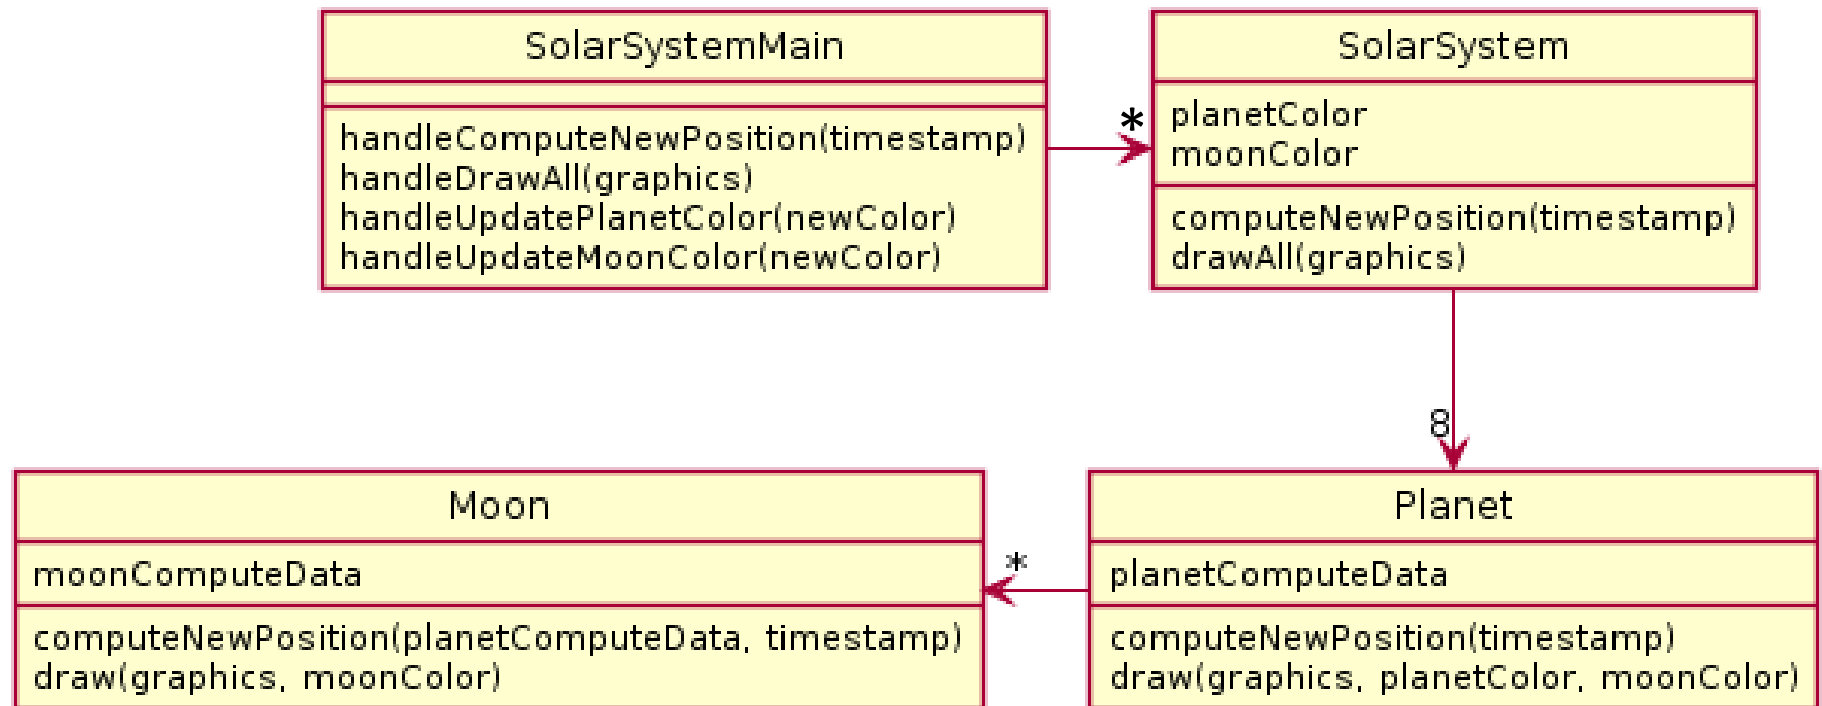 SolarSystemMain
handleComputeNewPosition(timestamp)
handleDrawAll(graphics)
handleUpdatePlanetColor(newColor)
handleUpdateMoonColor(newColor)
*
SolarSystem
planetColor
moonColor
computeNewPosition(timestamp)
drawAll(graphics)
8
Moon
moonComputeData
computeNewPosition(planetComputeData, timestamp)
draw(graphics, moonColor)
*
Planet
planetComputeData
computeNewPosition(timestamp)
draw(graphics, planetColor, moonColor)